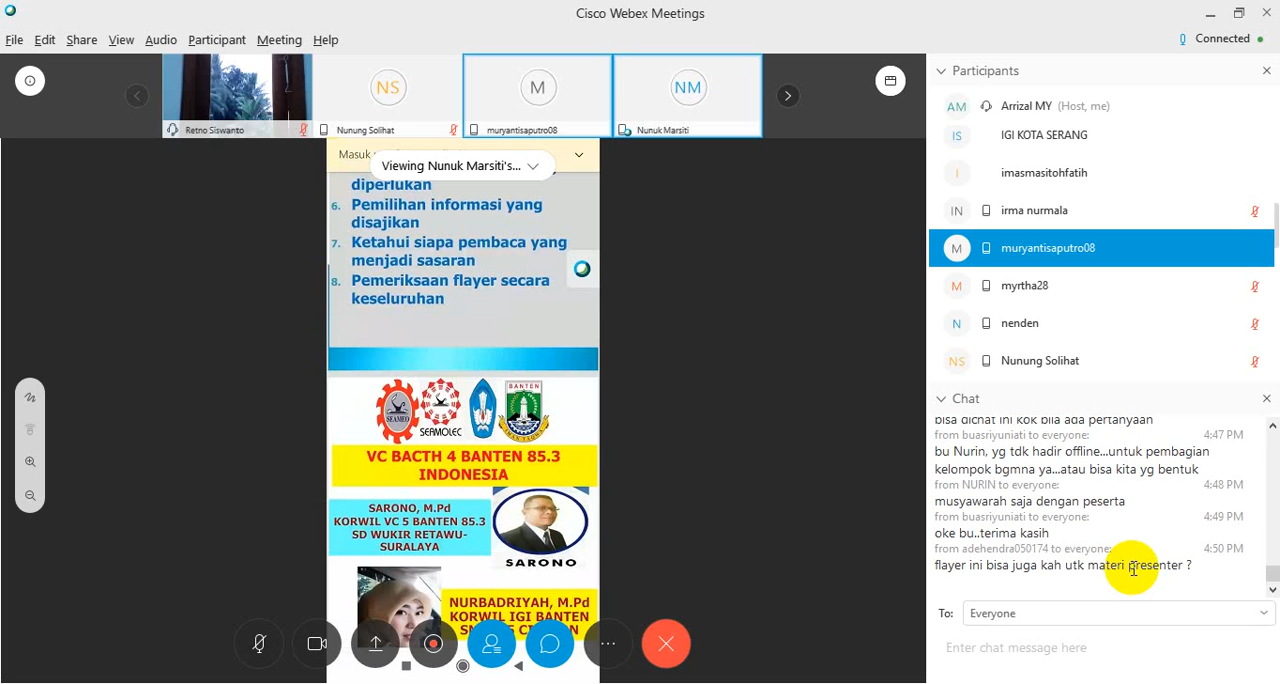 Cisco Webex Meetings
File Edit Share View Audio Participant Meeting Help
Connected
NS
M
NM
Retno Siswanto
Nunung Solihat
muryantisaputro08
Nunuk Marsiti
Masuk
Viewing Nunuk Marsiti's...
diperlukan
6. Pemilihan informasi yang
disajikan
7. Ketahui siapa pembaca yang
menjadi sasaran
8. Pemeriksaan flayer secara
keseluruhan
SEAMEO
SEAMOLEC
BANTEN
IMAN TAQWA
VC BACTH 4 BANTEN 85.3
INDONESIA
SARONO, M.Pd
KORWIL VC 5 BANTEN 85.3
SD WUKIR RETAWU-
SURALAYA
SARONO
NURBADRIYAH, M.Pd
KORWIL IGI BANTEN
Participants
AM Arrizal MY (Host, me)
IS IGI KOTA SERANG
I imasmasitohfatih
IN irma nurmala
M muryantisaputro08
M myrtha28
N nenden
NS Nunung Solihat
Chat
bisa dichat ini kok bila ada pertanyaan
from buasriyuniati to everyone: 4:47 PM
bu Nurin, yg tdk hadir offline...untuk pembagian
kelompok bgmna ya...atau bisa kita yg bentuk
from NURIN to everyone: 4:48 PM
musyawarah saja dengan peserta
from buasriyuniati to everyone: 4:49 PM
oke bu..terima kasih
from adehendra050174 to everyone: 4:50 PM
flayer ini bisa juga kah utk materi presenter ?
To: Everyone
Enter chat message here